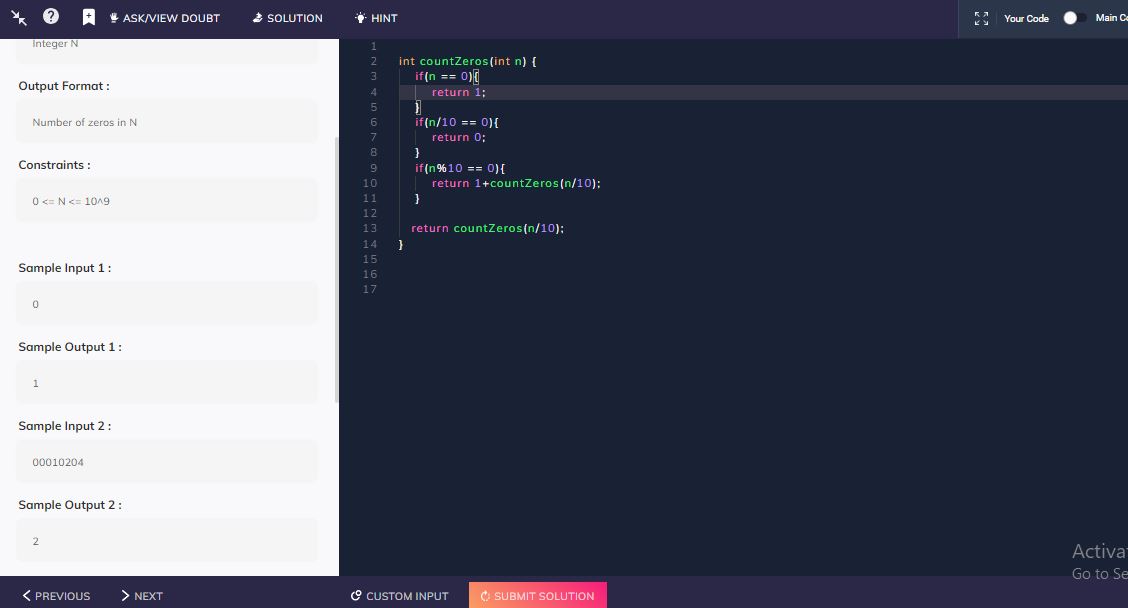 ASK/VIEW DOUBT SOLUTION HINT Your Code Main Co
Integer N
Output Format :
Number of zeros in N
Constraints :
0 <= N <= 10^9
Sample Input 1 :
0
Sample Output 1 :
1
Sample Input 2 :
00010204
Sample Output 2 :
2
1
2 int countZeros(int n) {
3 if(n == 0){
4 return 1;
5 }
6 if(n/10 == 0){
7 return 0;
8 }
9 if(n%10 == 0){
10 return 1+countZeros(n/10);
11 }
12
13 return countZeros(n/10);
14 }
15
16
17
Activat
Go to Se
PREVIOUS NEXT CUSTOM INPUT SUBMIT SOLUTION